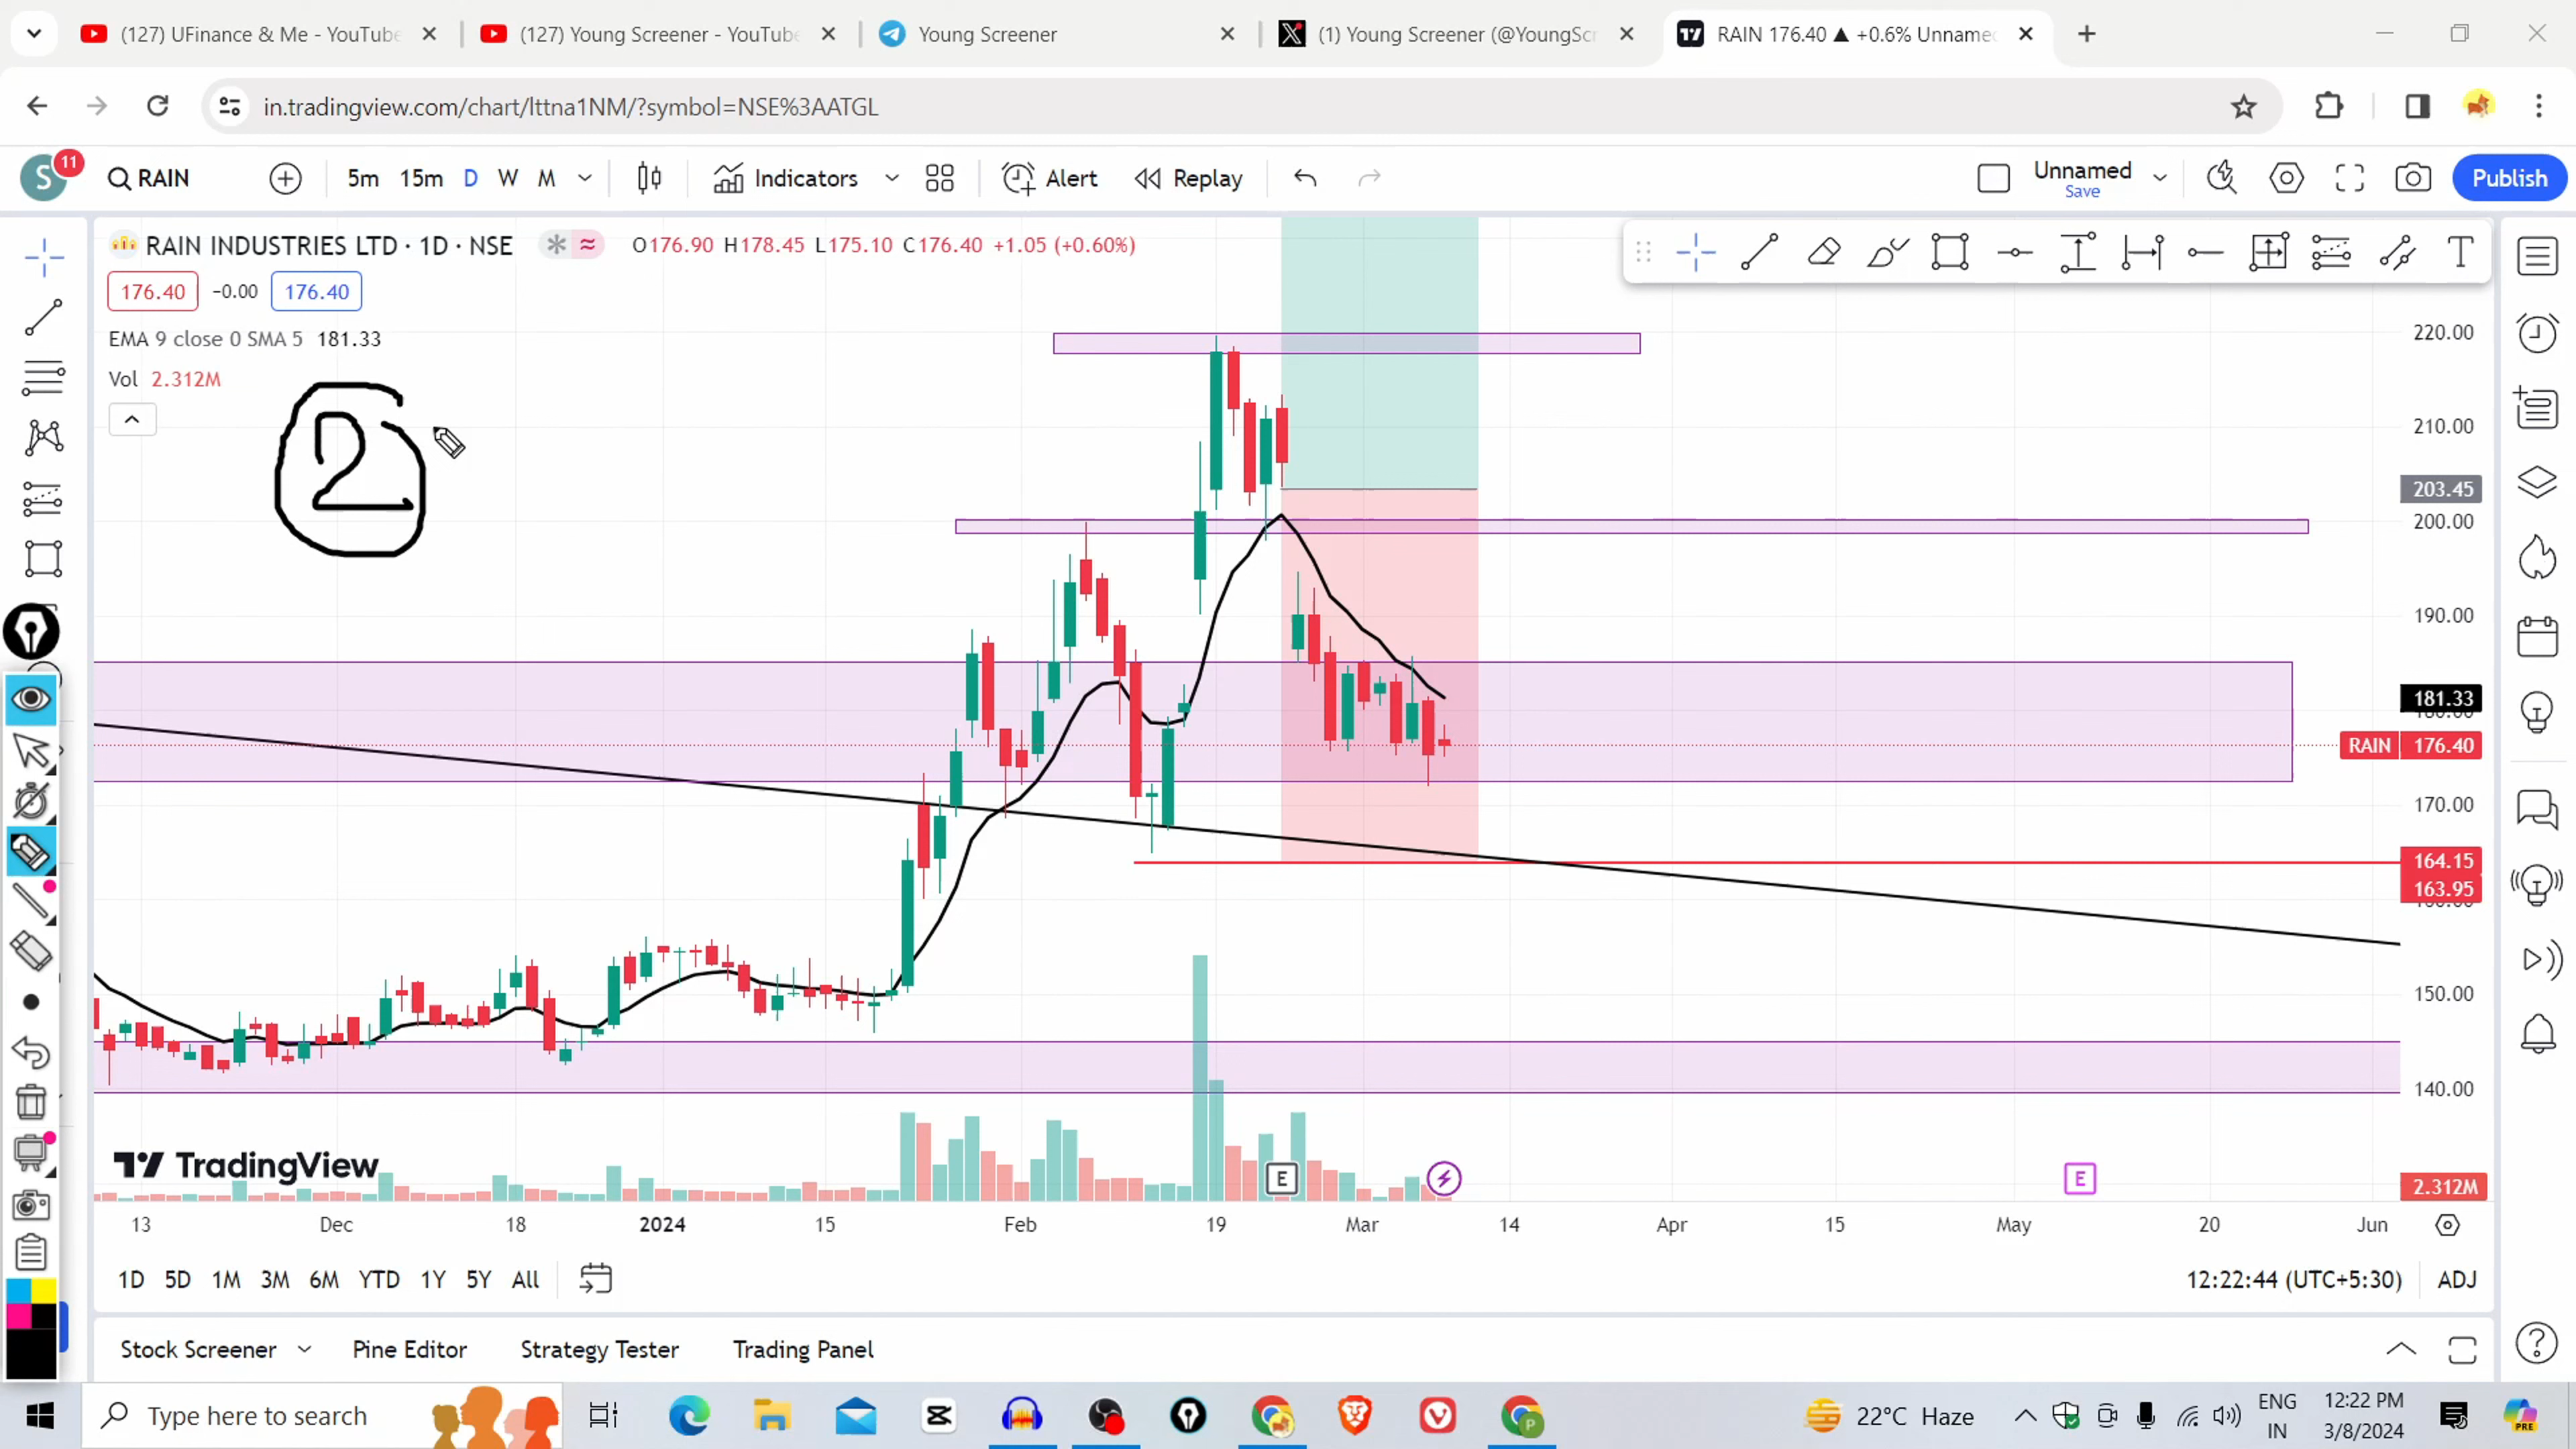 (127) UFinance & Me - YouTube
(127) Young Screener - YouTube
Young Screener
(1) Young Screener (@YoungScr
RAIN 176.40 ▲ +0.6% Unname
in.tradingview.com/chart/lttna1NM/?symbol=NSE%3AATGL
S 11
RAIN
5m 15m D W M
Indicators
Alert
Replay
Unnamed
Save
Publish
RAIN INDUSTRIES LTD · 1D · NSE
O176.90 H178.45 L175.10 C176.40 +1.05 (+0.60%)
176.40 -0.00 176.40
EMA 9 close 0 SMA 5 181.33
Vol 2.312M
2
220.00
210.00
203.45
200.00
190.00
181.33
180.00
RAIN 176.40
170.00
164.15
163.95
160.00
150.00
140.00
2.312M
E
E
TradingView
13 Dec 18 2024 15 Feb 19 Mar 14 Apr 15 May 20 Jun
1D 5D 1M 3M 6M YTD 1Y 5Y All
12:22:44 (UTC+5:30) ADJ
Stock Screener
Pine Editor
Strategy Tester
Trading Panel
Type here to search
22°C Haze
ENG
IN
12:22 PM
3/8/2024
PRE